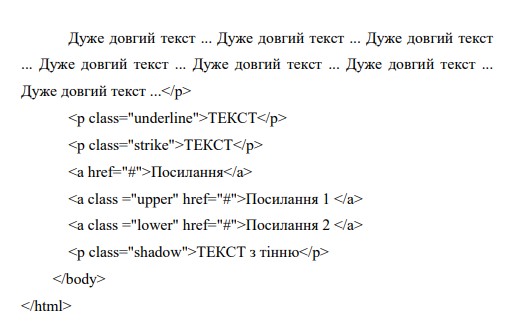 Дуже довгий текст ... Дуже довгий текст ... Дуже довгий текст
... Дуже довгий текст ... Дуже довгий текст ... Дуже довгий текст ...
Дуже довгий текст ...</p>
<p class="underline">ТЕКСТ</p>
<p class="strike">ТЕКСТ</p>
<a href="#">Посилання</a>
<a class ="upper" href="#">Посилання 1 </a>
<a class ="lower" href="#">Посилання 2 </a>
<p class="shadow">ТЕКСТ з тінню</p>
</body>
</html>